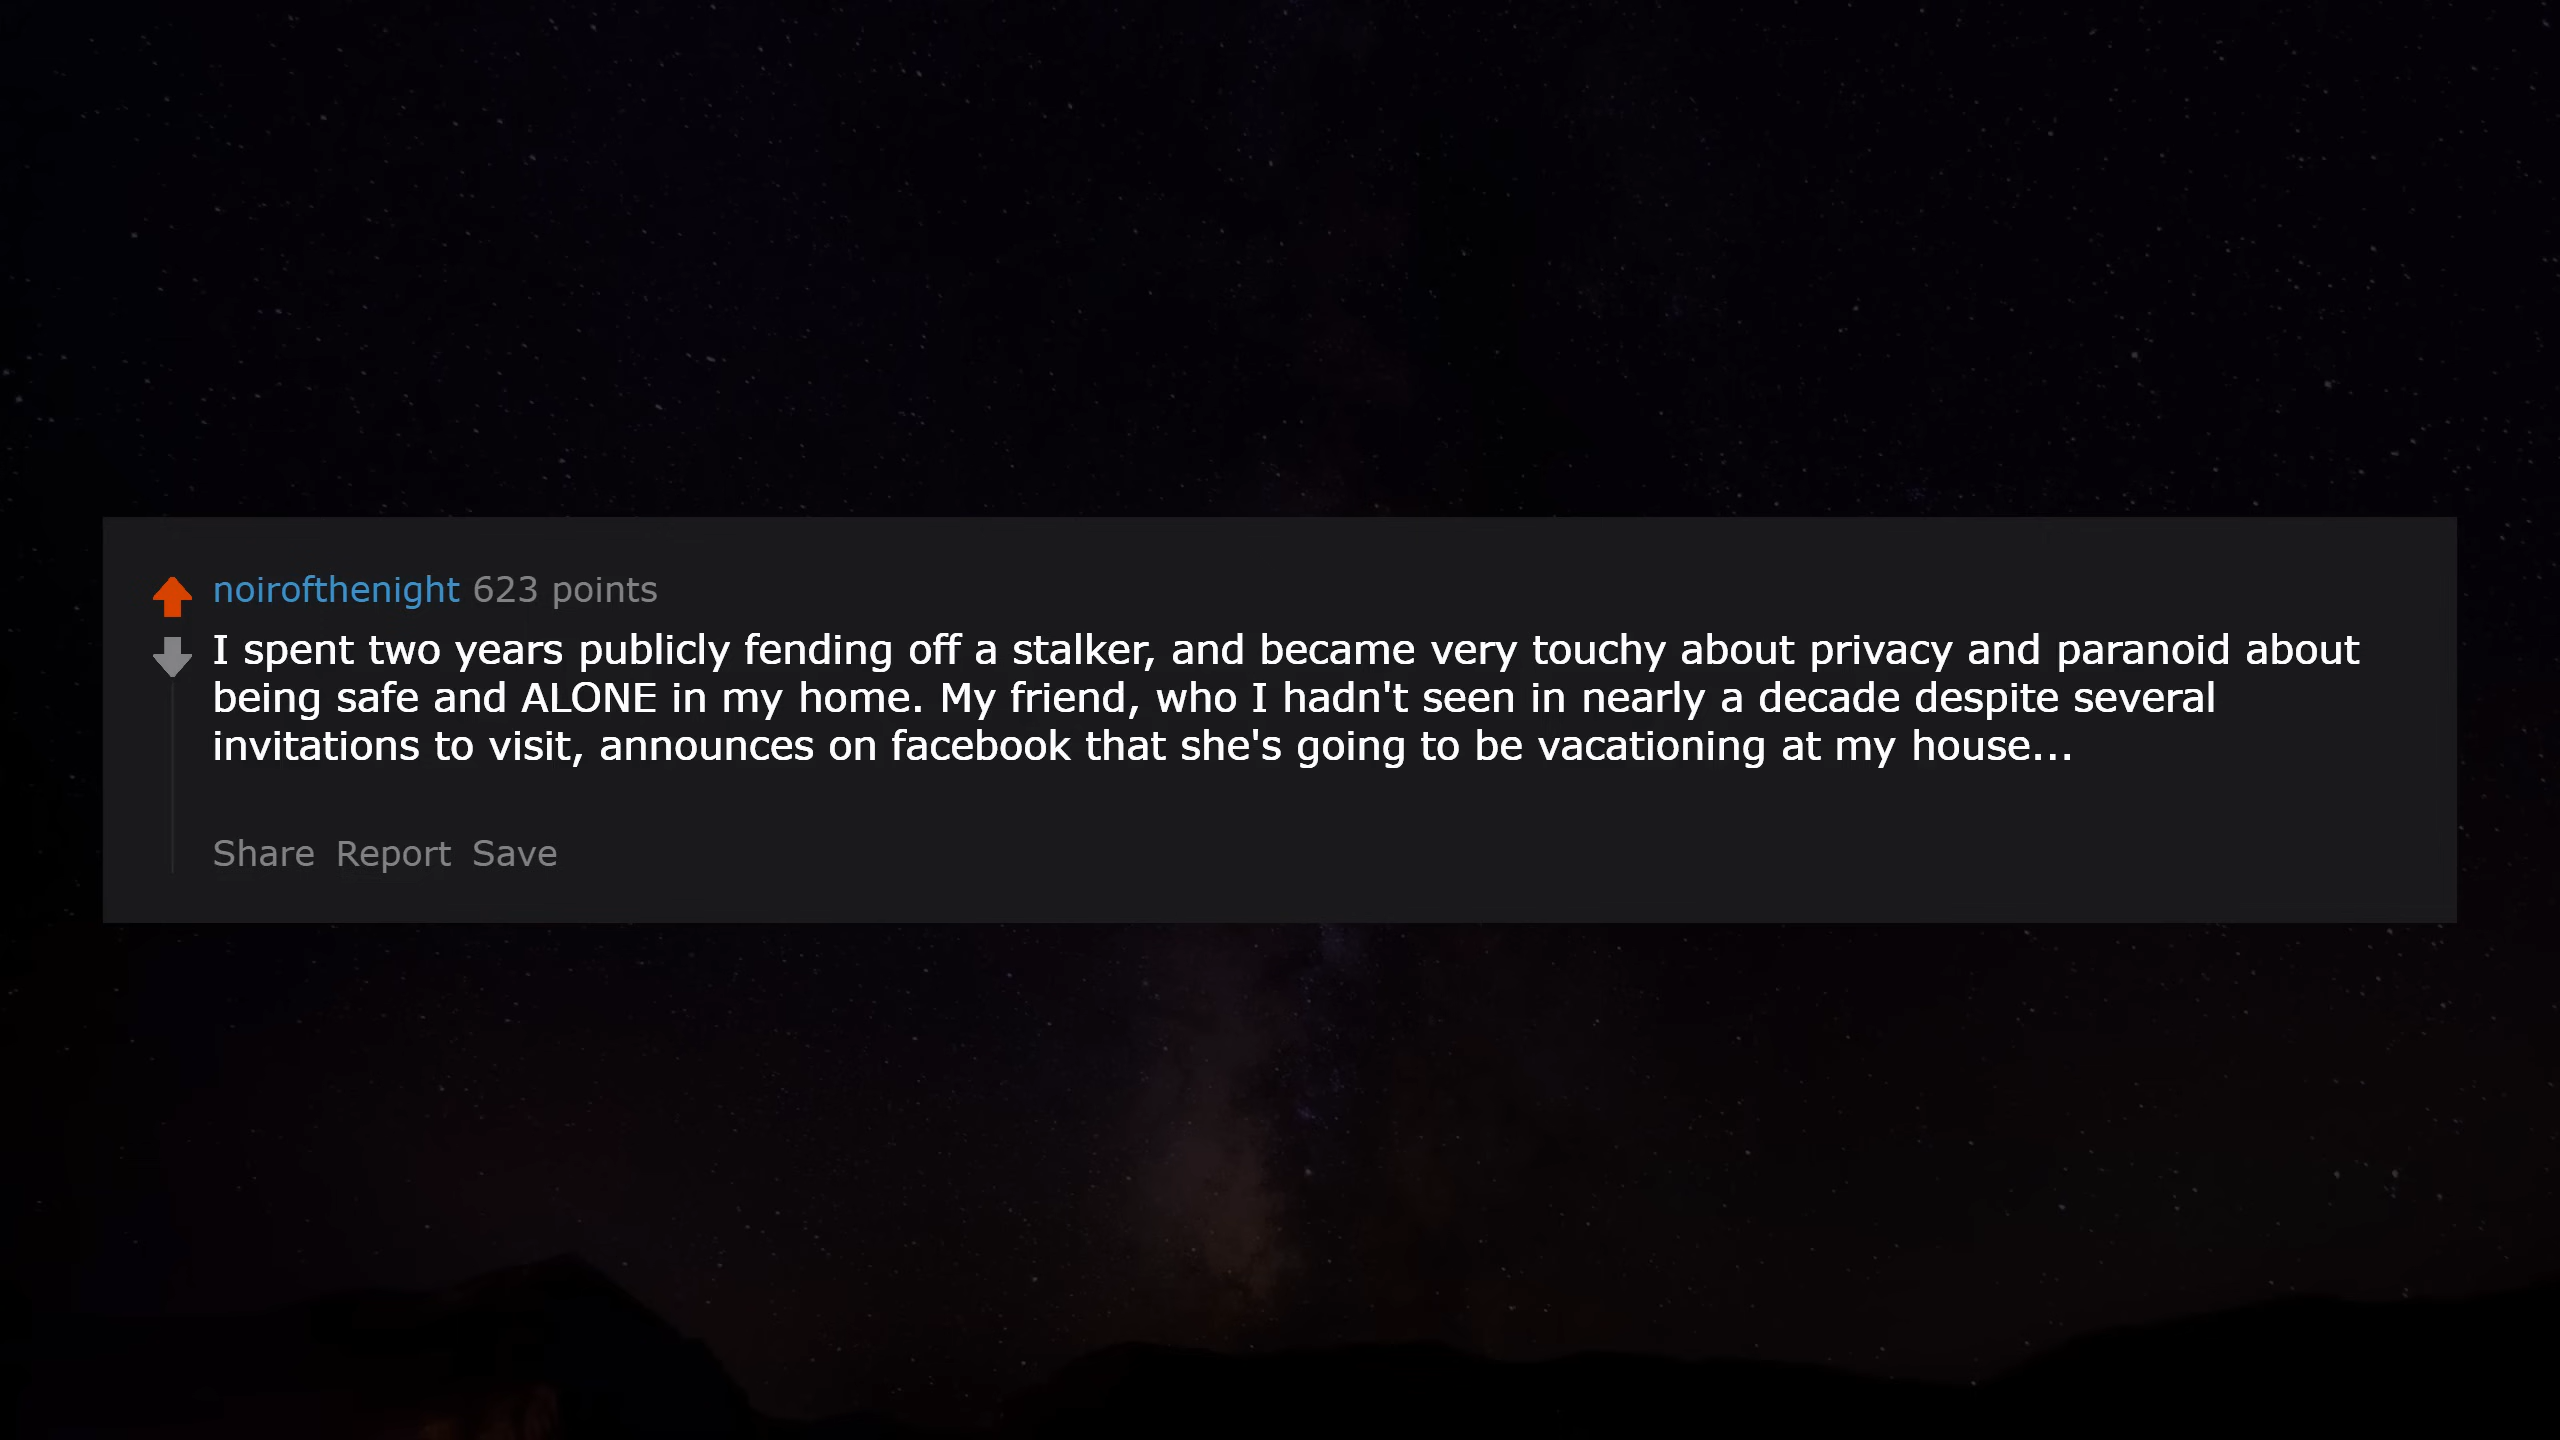 noirofthenight 623 points
I spent two years publicly fending off a stalker, and became very touchy about privacy and paranoid about
being safe and ALONE in my home. My friend, who I hadn't seen in nearly a decade despite several
invitations to visit, announces on facebook that she's going to be vacationing at my house...
Share Report Save